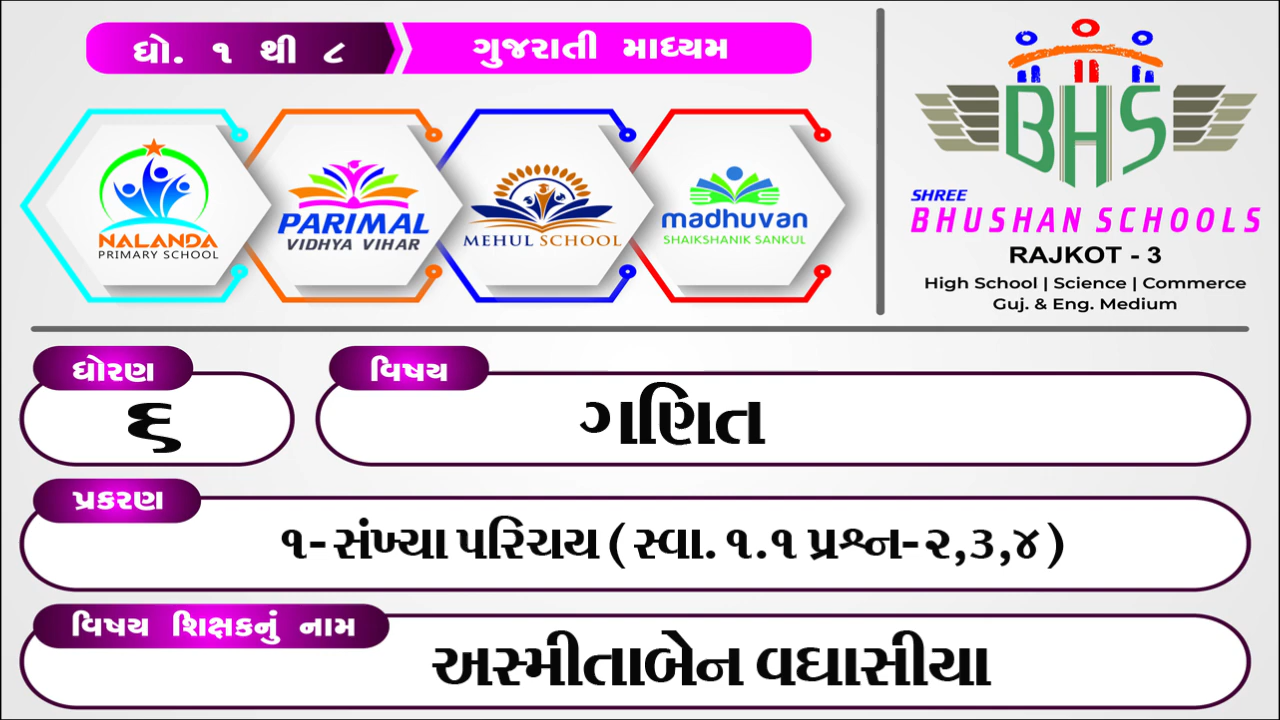 ધો. ૧ થી ૮
ગુજરાતી માધ્યમ
NALANDA
PRIMARY SCHOOL
PARIMAL
VIDHYA VIHAR
MEHUL SCHOOL
madhuvan
SHAIKSHANIK SANKUL
BHS
SHREE
BHUSHAN SCHOOLS
RAJKOT - 3
High School | Science | Commerce
Guj. & Eng. Medium
ધોરણ
૬
વિષય
ગણિત
પ્રકરણ
૧- સંખ્યા પરિચય ( સ્વા. ૧.૧ પ્રશ્ન- ૨,૩,૪ )
વિષય શિક્ષકનું નામ
અસ્મીતાબેન વઘાસીયા